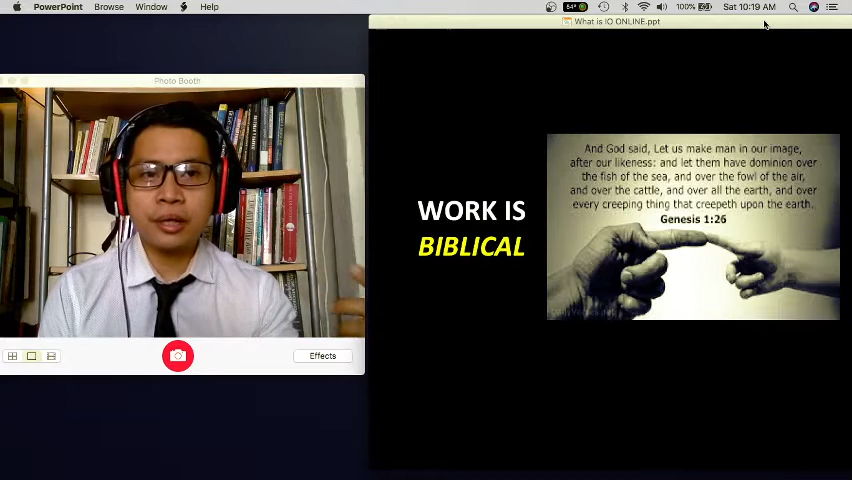 PowerPoint Browse Window Help
84°
100%
Sat 10:19 AM
What is IO ONLINE.ppt
Photo Booth
Effects
WORK IS
BIBLICAL
And God said, Let us make man in our image,
after our likeness: and let them have dominion over
the fish of the sea, and over the fowl of the air,
and over the cattle, and over all the earth, and over
every creeping thing that creepeth upon the earth.
Genesis 1:26